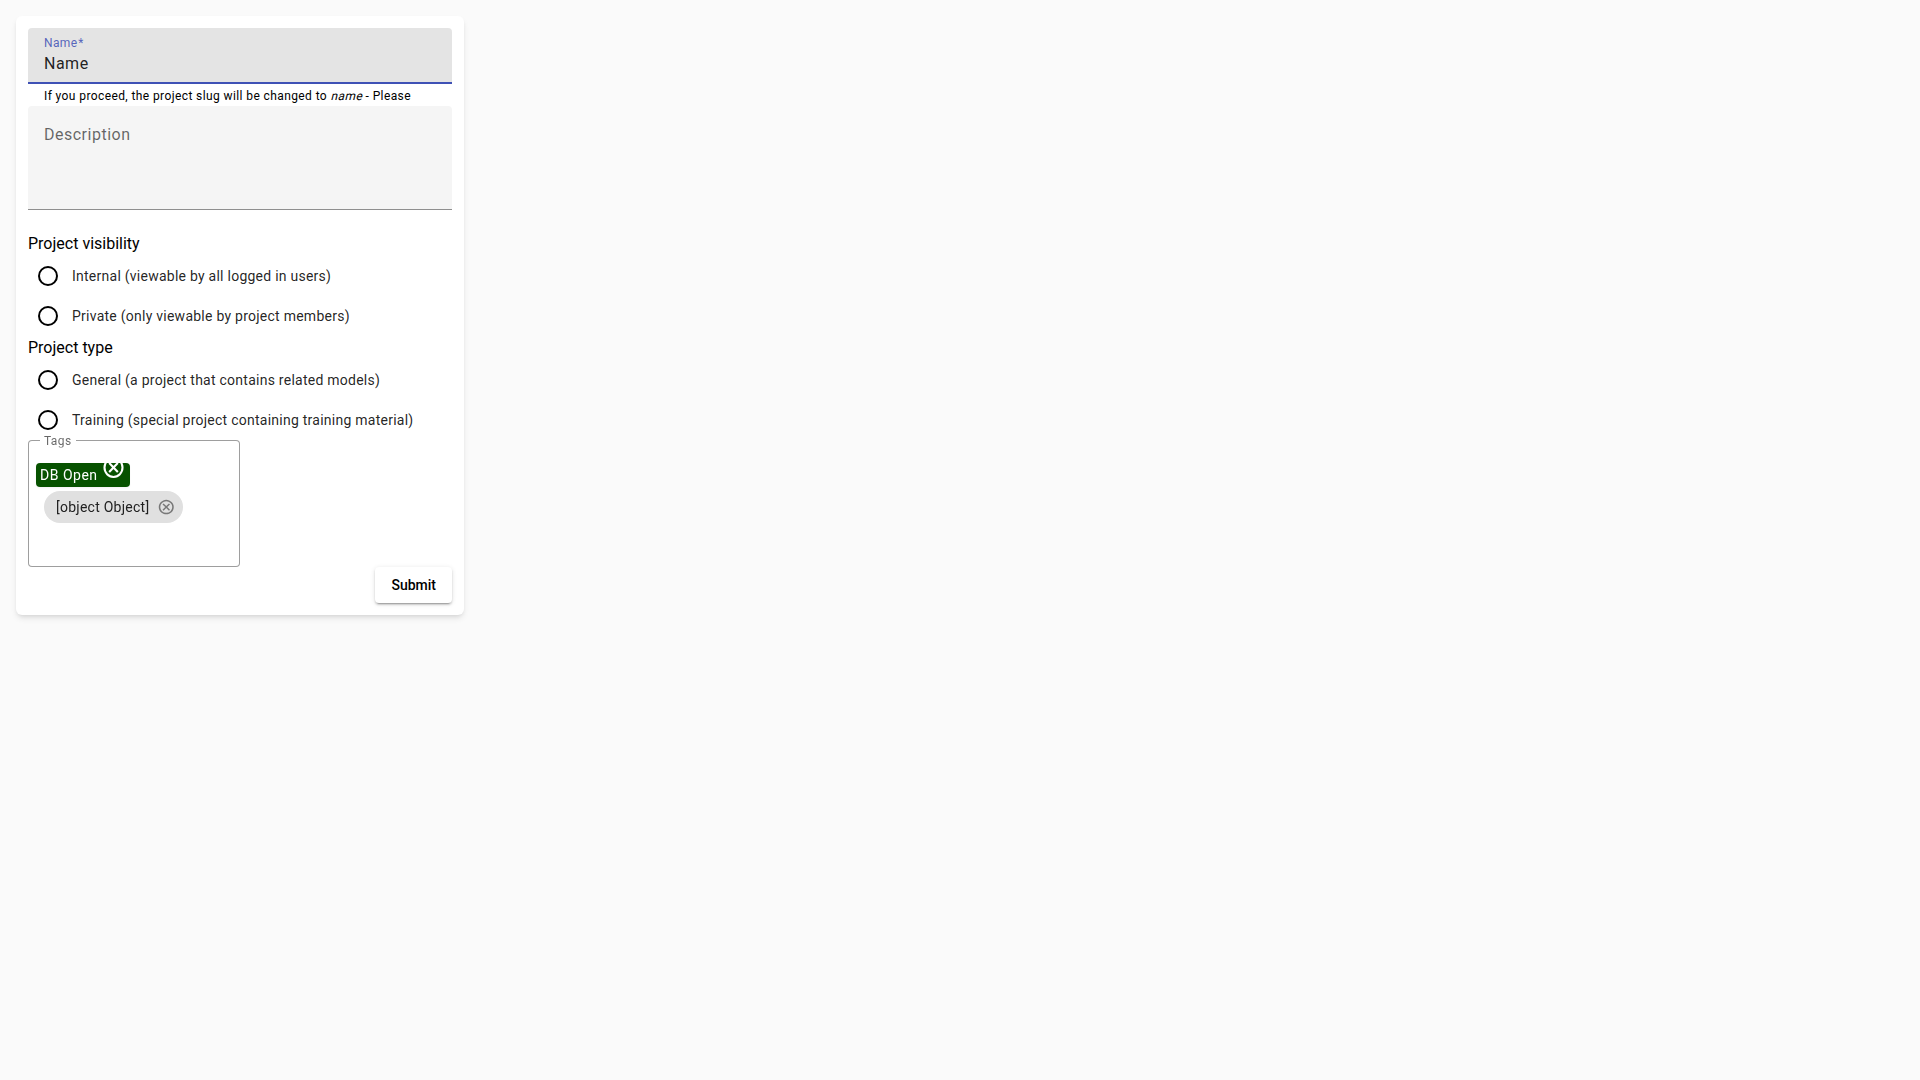 Name*
Name
If you proceed, the project slug will be changed to name - Please
Description
Project visibility
Internal (viewable by all logged in users)
Private (only viewable by project members)
Project type
General (a project that contains related models)
Training (special project containing training material)
Tags
DB Open
[object Object]
Submit